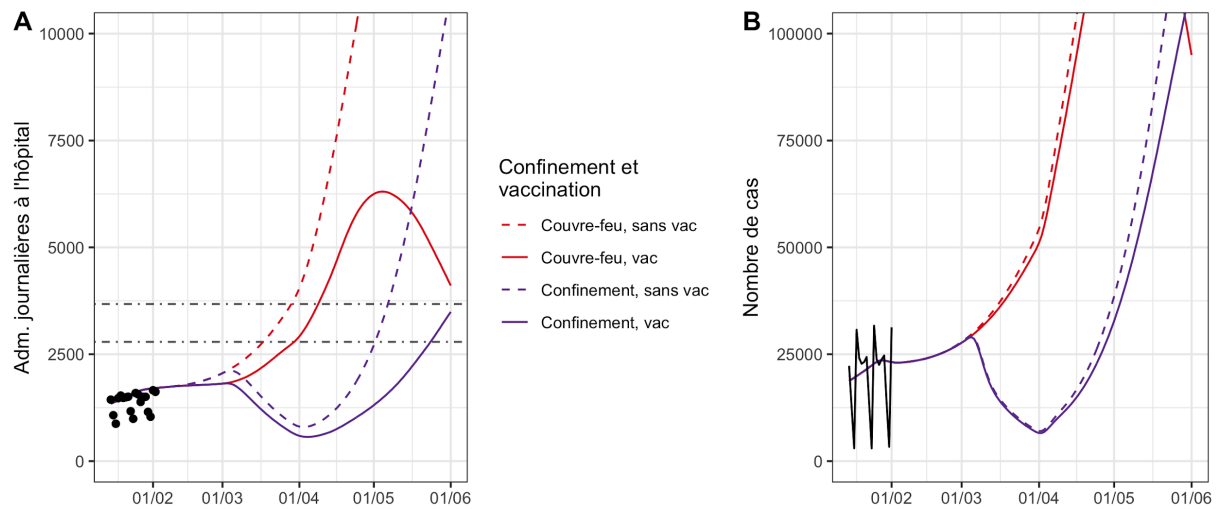 A
Adm. journalières à l'hôpital
10000
7500
5000
2500
0
01/02
01/03
01/04
01/05
01/06
Confinement et
vaccination
Couvre-feu, sans vac
Couvre-feu, vac
Confinement, sans vac
Confinement, vac
B
Nombre de cas
100000
75000
50000
25000
0
01/02
01/03
01/04
01/05
01/06